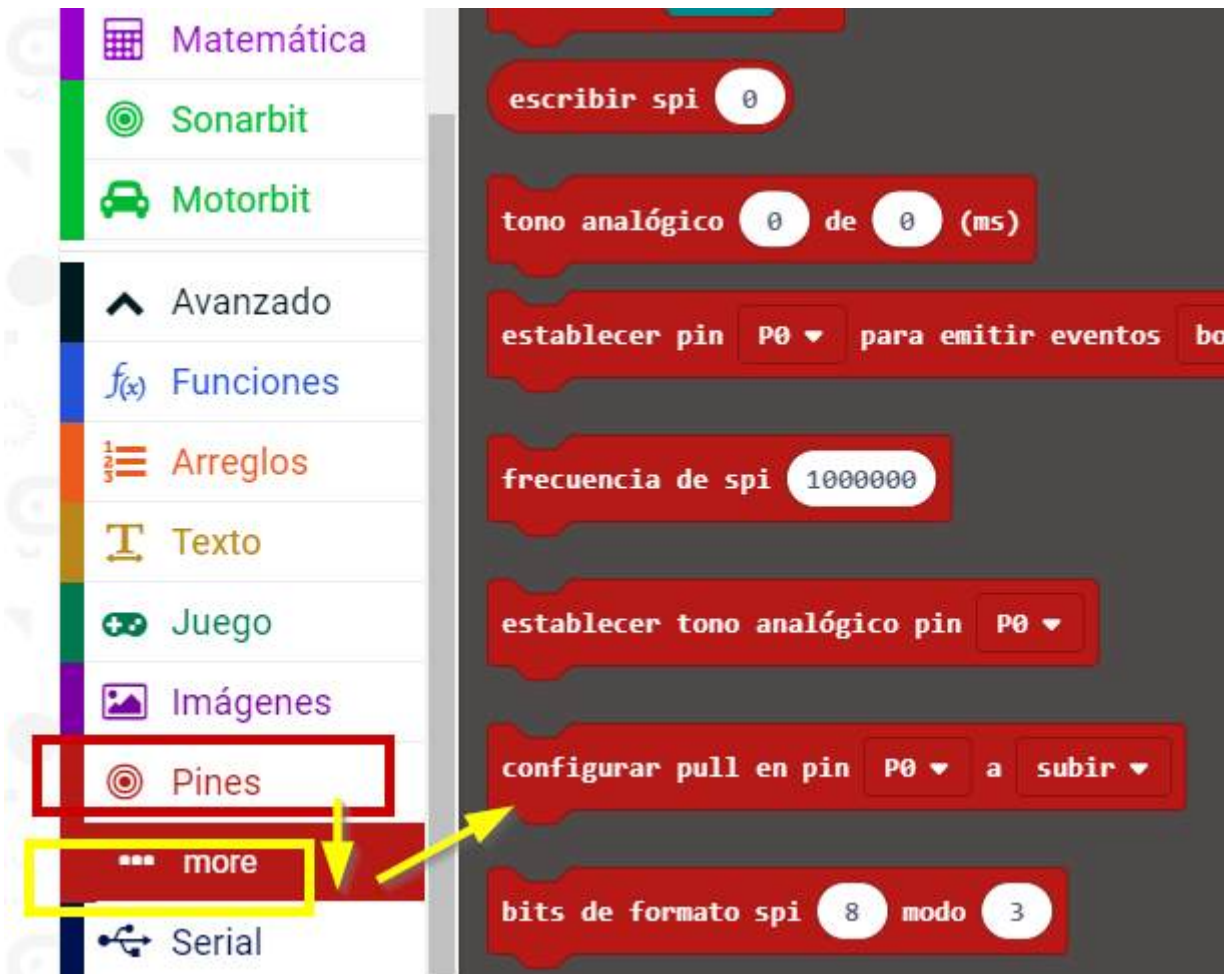 Matemática
Sonarbit
Motorbit
Avanzado
f(x) Funciones
Arreglos
Texto
Juego
Imágenes
Pines
more
Serial
escribir spi 0
tono analógico 0 de 0 (ms)
establecer pin P0 para emitir eventos
frecuencia de spi 1000000
establecer tono analógico pin P0
configurar pull en pin P0 a subir
bits de formato spi 8 modo 3